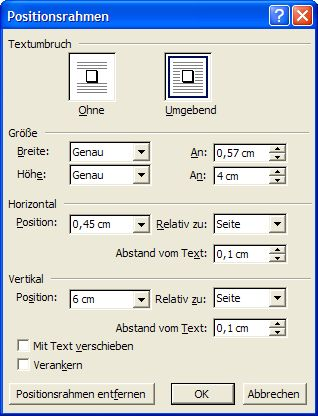 Positionsrahmen
Textumbruch
Ohne Umgebend
Größe
Breite: Genau An: 0,57 cm
Höhe: Genau An: 4 cm
Horizontal
Position: 0,45 cm Relativ zu: Seite
Abstand vom Text: 0,1 cm
Vertikal
Position: 6 cm Relativ zu: Seite
Abstand vom Text: 0,1 cm
Mit Text verschieben
Verankern
Positionsrahmen entfernen OK Abbrechen